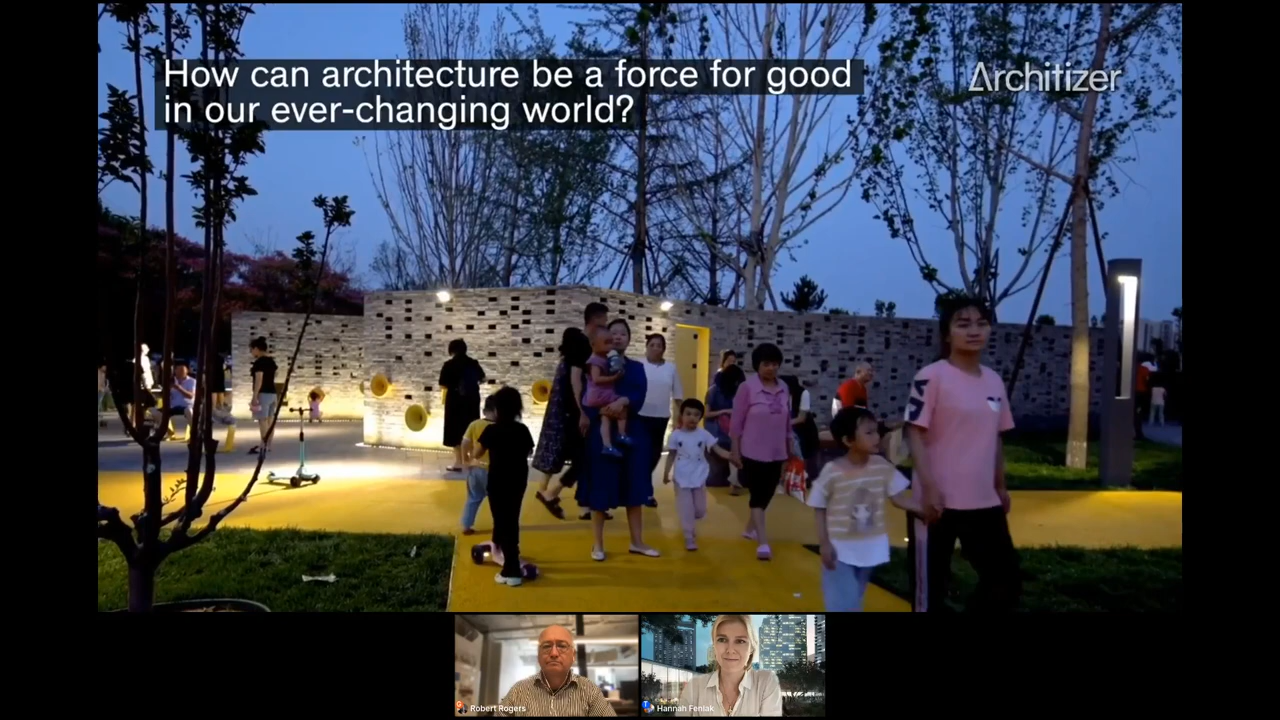 How can architecture be a force for good
in our ever-changing world?
Architizer
Robert Rogers
Hannah Feniak